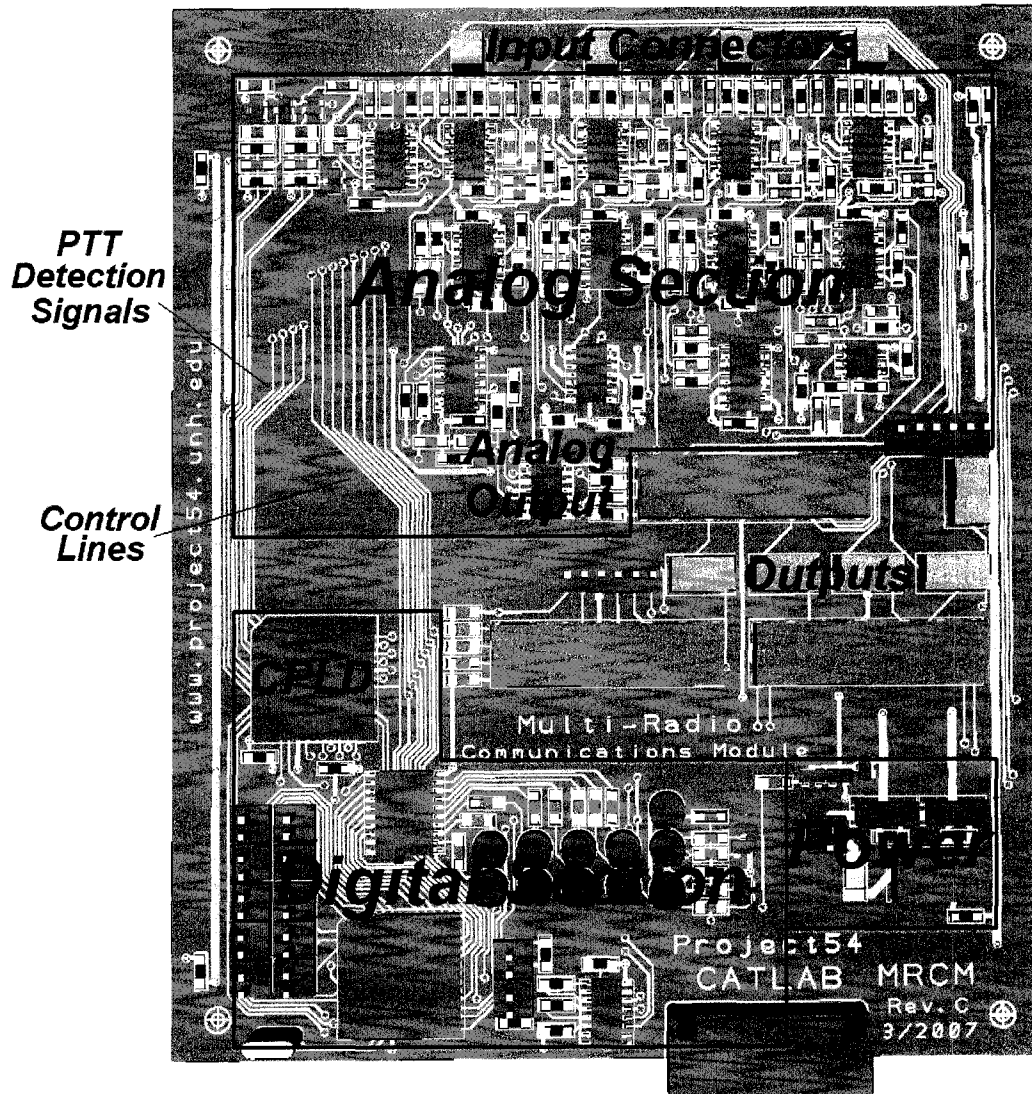 Input Connectors
PTT
Detection
Signals
Analog Section
www.project54.unh.edu
Analog
Output
Control
Lines
Outputs
CPLD
Multi-Radio
Communications Module
Power
Digital Section
Project54
CATLAB MRCM
Rev. C
3/2007